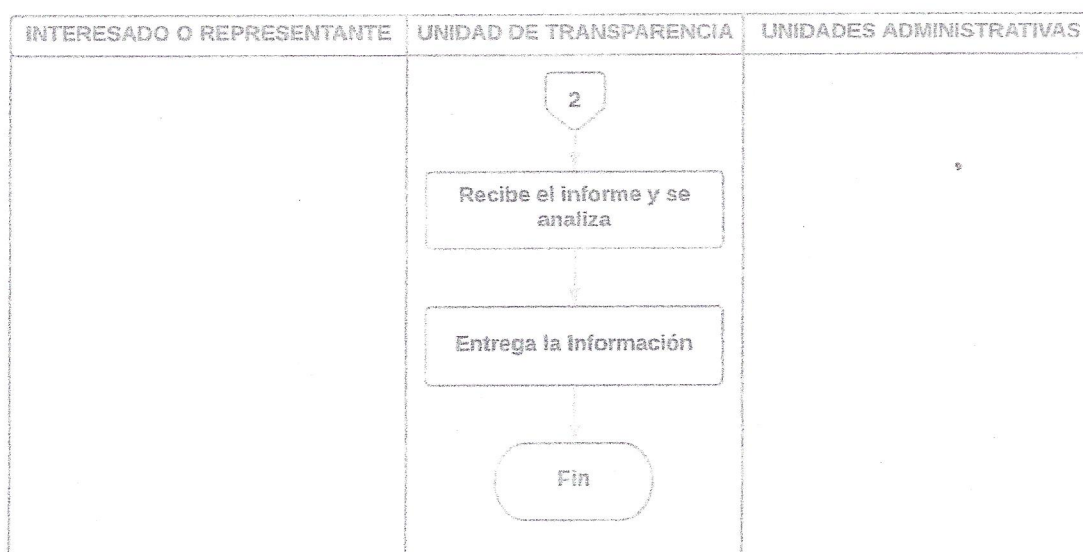 INTERESADO O REPRESENTANTE
UNIDAD DE TRANSPARENCIA
UNIDADES ADMINISTRATIVAS
2
Recibe el informe y se
analiza
Entrega la Información
Fin